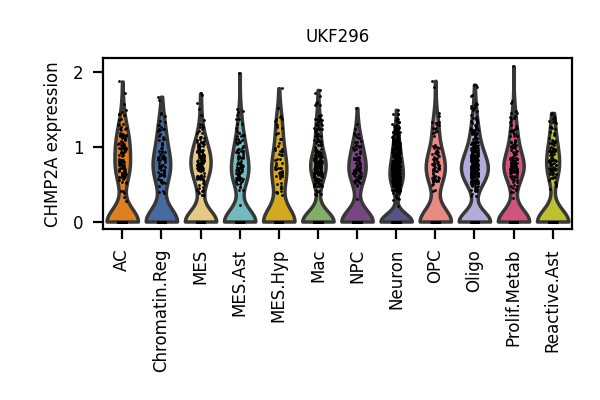 UKF296
CHMP2A expression
2
1
0
AC
Chromatin.Reg
MES
MES.Ast
MES.Hyp
Mac
NPC
Neuron
OPC
Oligo
Prolif.Metab
Reactive.Ast